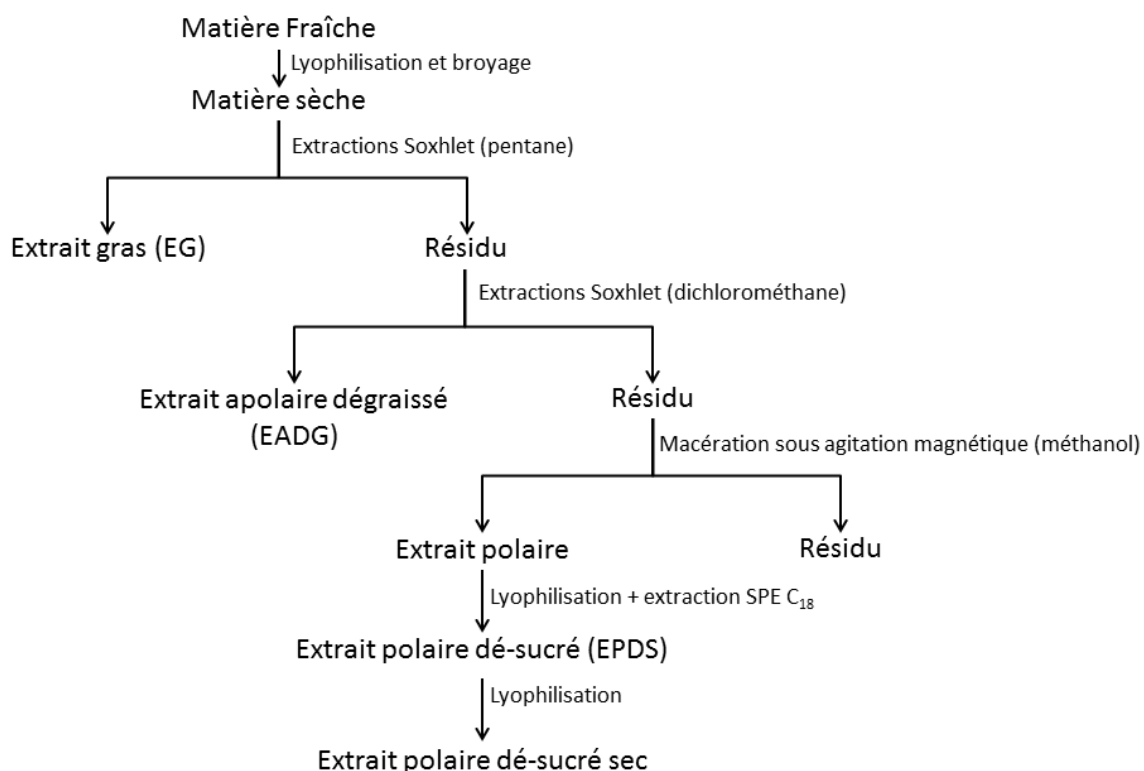 Matière Fraîche
Lyophilisation et broyage
Matière sèche
Extractions Soxhlet (pentane)
Extrait gras (EG)
Résidu
Extractions Soxhlet (dichlorométhane)
Extrait apolaire dégraissé
(EADG)
Résidu
Macération sous agitation magnétique (méthanol)
Extrait polaire
Résidu
Lyophilisation + extraction SPE C₁₈
Extrait polaire dé-sucré (EPDS)
Lyophilisation
Extrait polaire dé-sucré sec